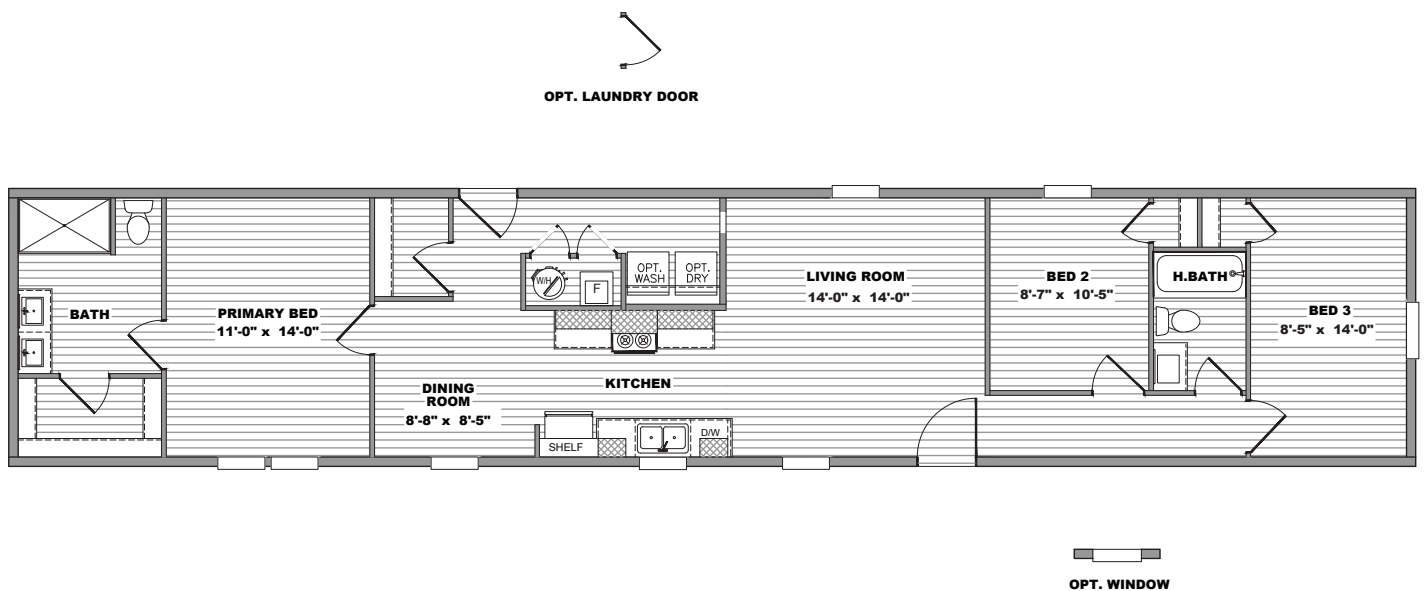 OPT. LAUNDRY DOOR
BATH
PRIMARY BED
11'-0" x 14'-0"
W/H
F
OPT.
WASH
OPT.
DRY
LIVING ROOM
14'-0" x 14'-0"
BED 2
8'-7" x 10'-5"
H.BATH
BED 3
8'-5" x 14'-0"
DINING
ROOM
8'-8" x 8'-5"
KITCHEN
SHELF
D/W
OPT. WINDOW